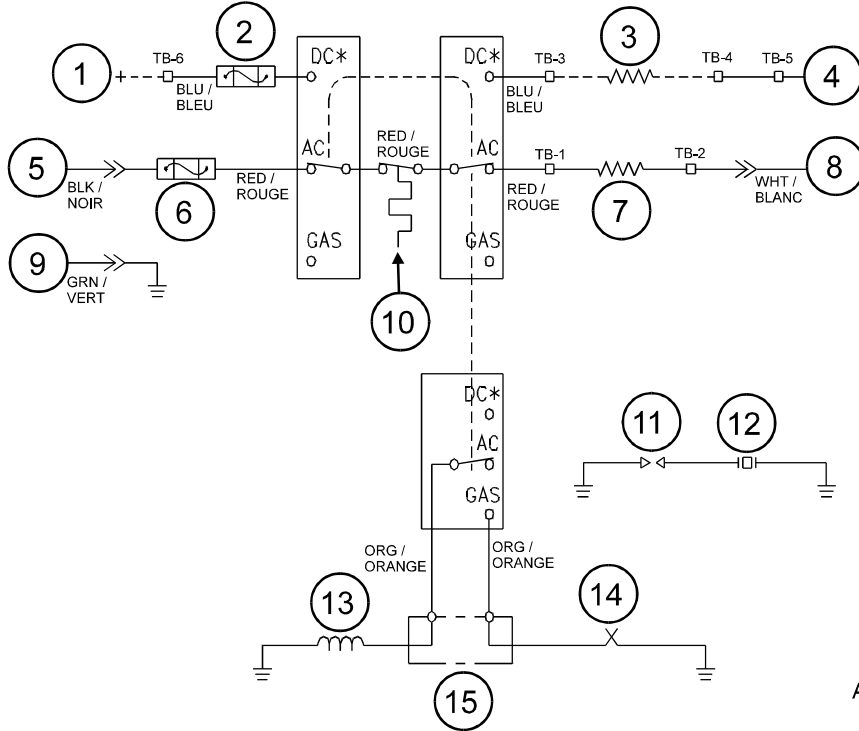 1
+
TB-6
BLU /
BLEU
2
DC*
DC*
BLU /
BLEU
TB-3
3
TB-4
TB-5
4
5
BLK /
NOIR
6
RED /
ROUGE
AC
RED /
ROUGE
AC
RED /
ROUGE
TB-1
7
TB-2
WHT /
BLANC
8
9
GRN /
VERT
GAS
10
GAS
DC*
AC
GAS
11
12
ORG /
ORANGE
ORG /
ORANGE
13
14
15
A